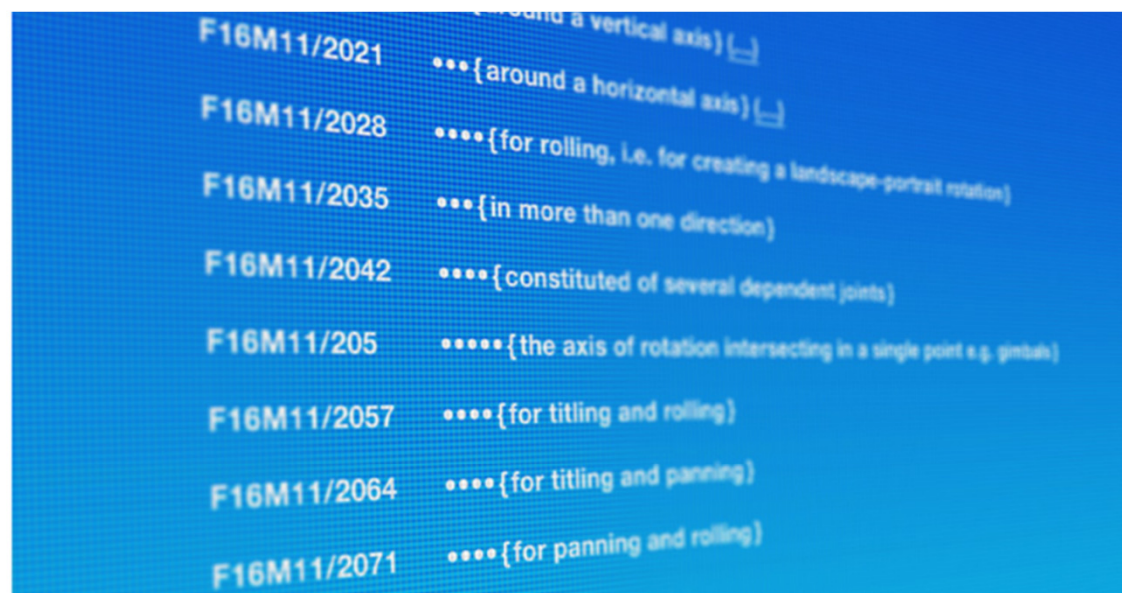 around a vertical axis} {...}
F16M11/2021 •••{around a horizontal axis} {...}
F16M11/2028 ••••{for rolling, i.e. for creating a landscape-portrait rotation}
F16M11/2035 •••{in more than one direction}
F16M11/2042 ••••{constituted of several dependent joints}
F16M11/205 •••••{the axis of rotation intersecting in a single point e.g. gimbals}
F16M11/2057 ••••{for titling and rolling}
F16M11/2064 ••••{for titling and panning}
F16M11/2071 ••••{for panning and rolling}